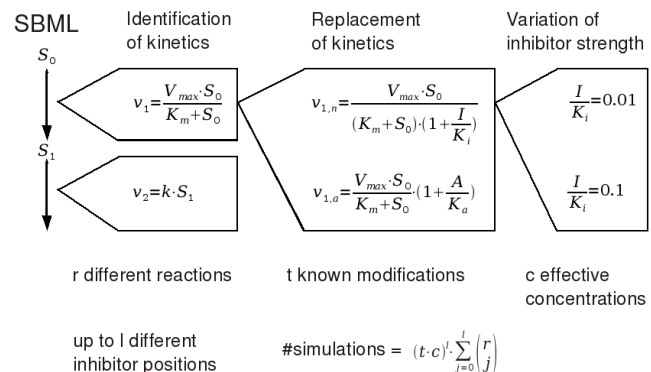 SBML
Identification
of kinetics
Replacement
of kinetics
Variation of
inhibitor strength
S₀
S₁
v₁=(Vₘₐₓ·S₀)/(Kₘ+S₀)
v₂=k·S₁
v₁,ₙ=(Vₘₐₓ·S₀)/((Kₘ+S₀)·(1+I/Kᵢ))
v₁,ₐ=(Vₘₐₓ·S₀)/(Kₘ+S₀)·(1+A/Kₐ)
I/Kᵢ=0.01
I/Kᵢ=0.1
r different reactions
t known modifications
c effective
concentrations
up to l different
inhibitor positions
#simulations = (t·c)ˡ·∑_{j=0}^{l}(r j)